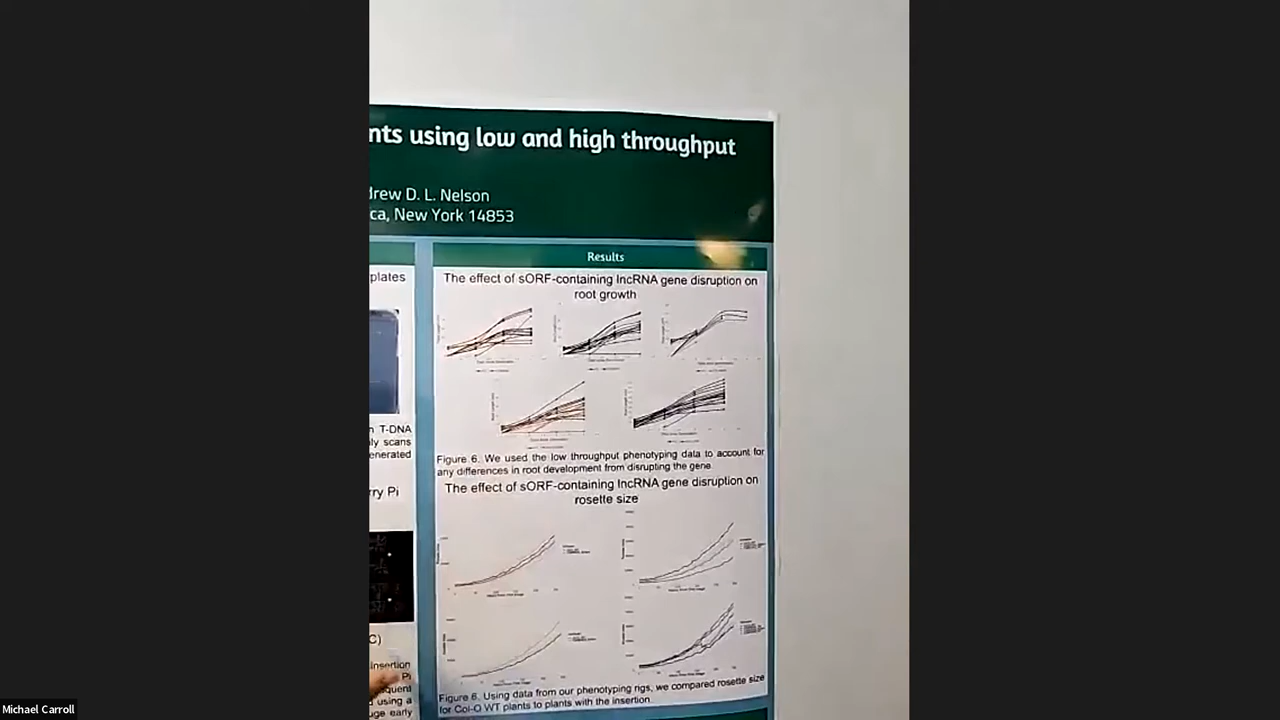 nts using low and high throughput
drew D. L. Nelson
ca, New York 14853
Results
plates
The effect of sORF-containing lncRNA gene disruption on
root growth
n T-DNA
ly scans
enerated
Figure 6. We used the low throughput phenotyping data to account for
any differences in root development from disrupting the gene.
rry Pi
The effect of sORF-containing lncRNA gene disruption on
rosette size
C)
insertion
Pi
equent
d using a
uge early
Figure 6. Using data from our phenotyping rigs, we compared rosette size
for Col-O WT plants to plants with the insertion.
Michael Carroll